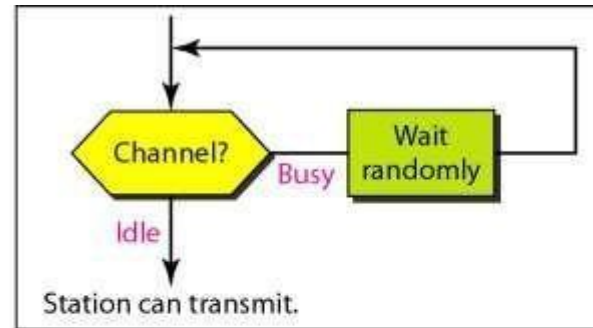 Channel?
Busy
Wait
randomly
Idle
Station can transmit.